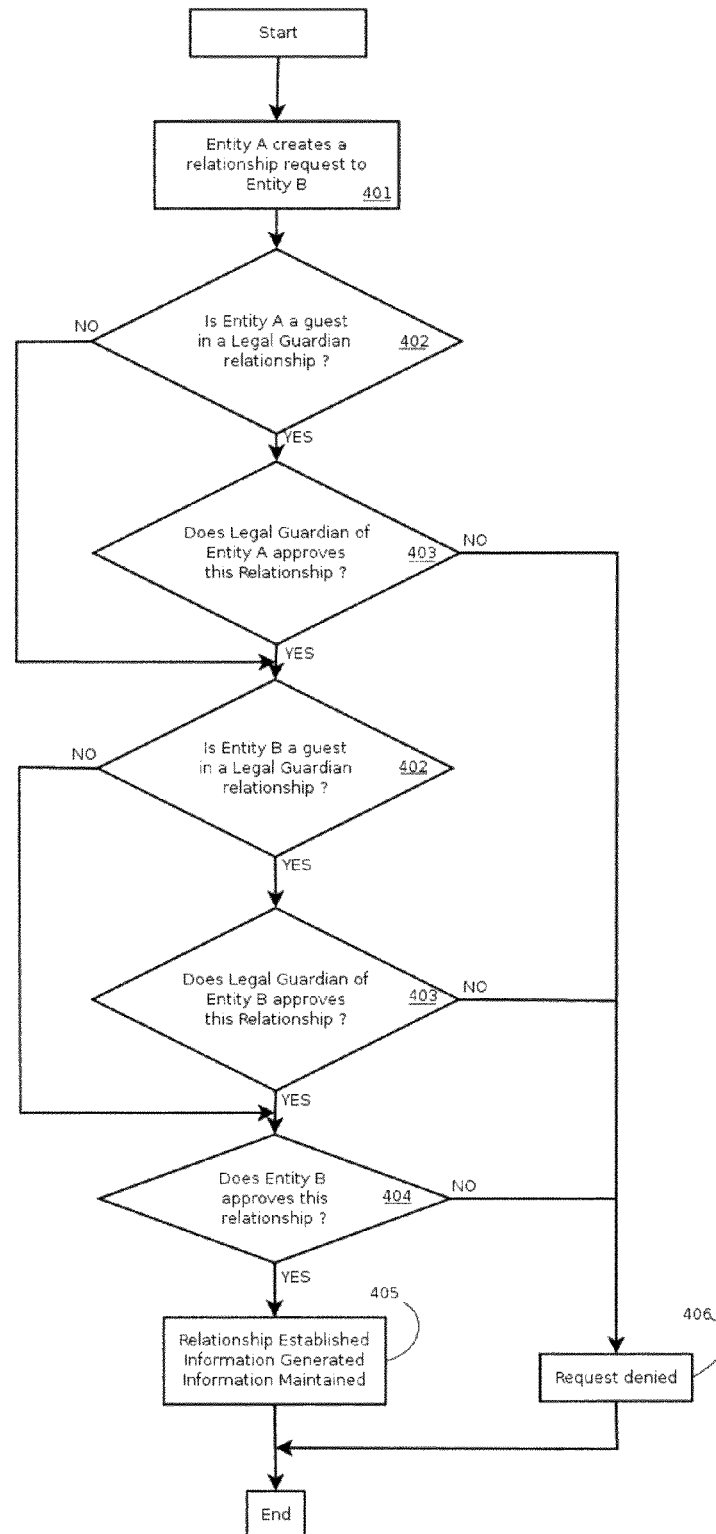 Start
Entity A creates a
relationship request to
Entity B
401
Is Entity A a guest
in a Legal Guardian
relationship ?
402
NO
YES
Does Legal Guardian of
Entity A approves
this Relationship ?
403
NO
YES
Is Entity B a guest
in a Legal Guardian
relationship ?
402
NO
YES
Does Legal Guardian of
Entity B approves
this Relationship ?
403
NO
YES
Does Entity B
approves this
relationship ?
404
NO
YES
405
Relationship Established
Information Generated
Information Maintained
406
Request denied
End